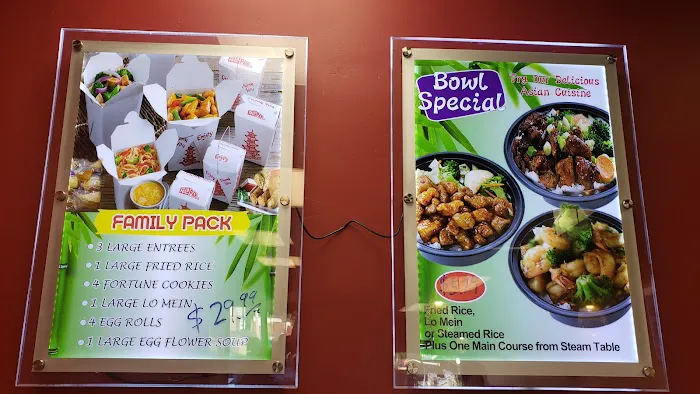 FAMILY PACK
3 LARGE ENTREES
1 LARGE FRIED RICE
4 FORTUNE COOKIES
1 LARGE LO MEIN
4 EGG ROLLS
1 LARGE EGG FLOWER SOUP
$29.99
Enjoy
Enjoy
Bowl
Special
Try Our Delicious
Asian Cuisine
Fried Rice,
Lo Mein
or Steamed Rice
Plus One Main Course from Steam Table